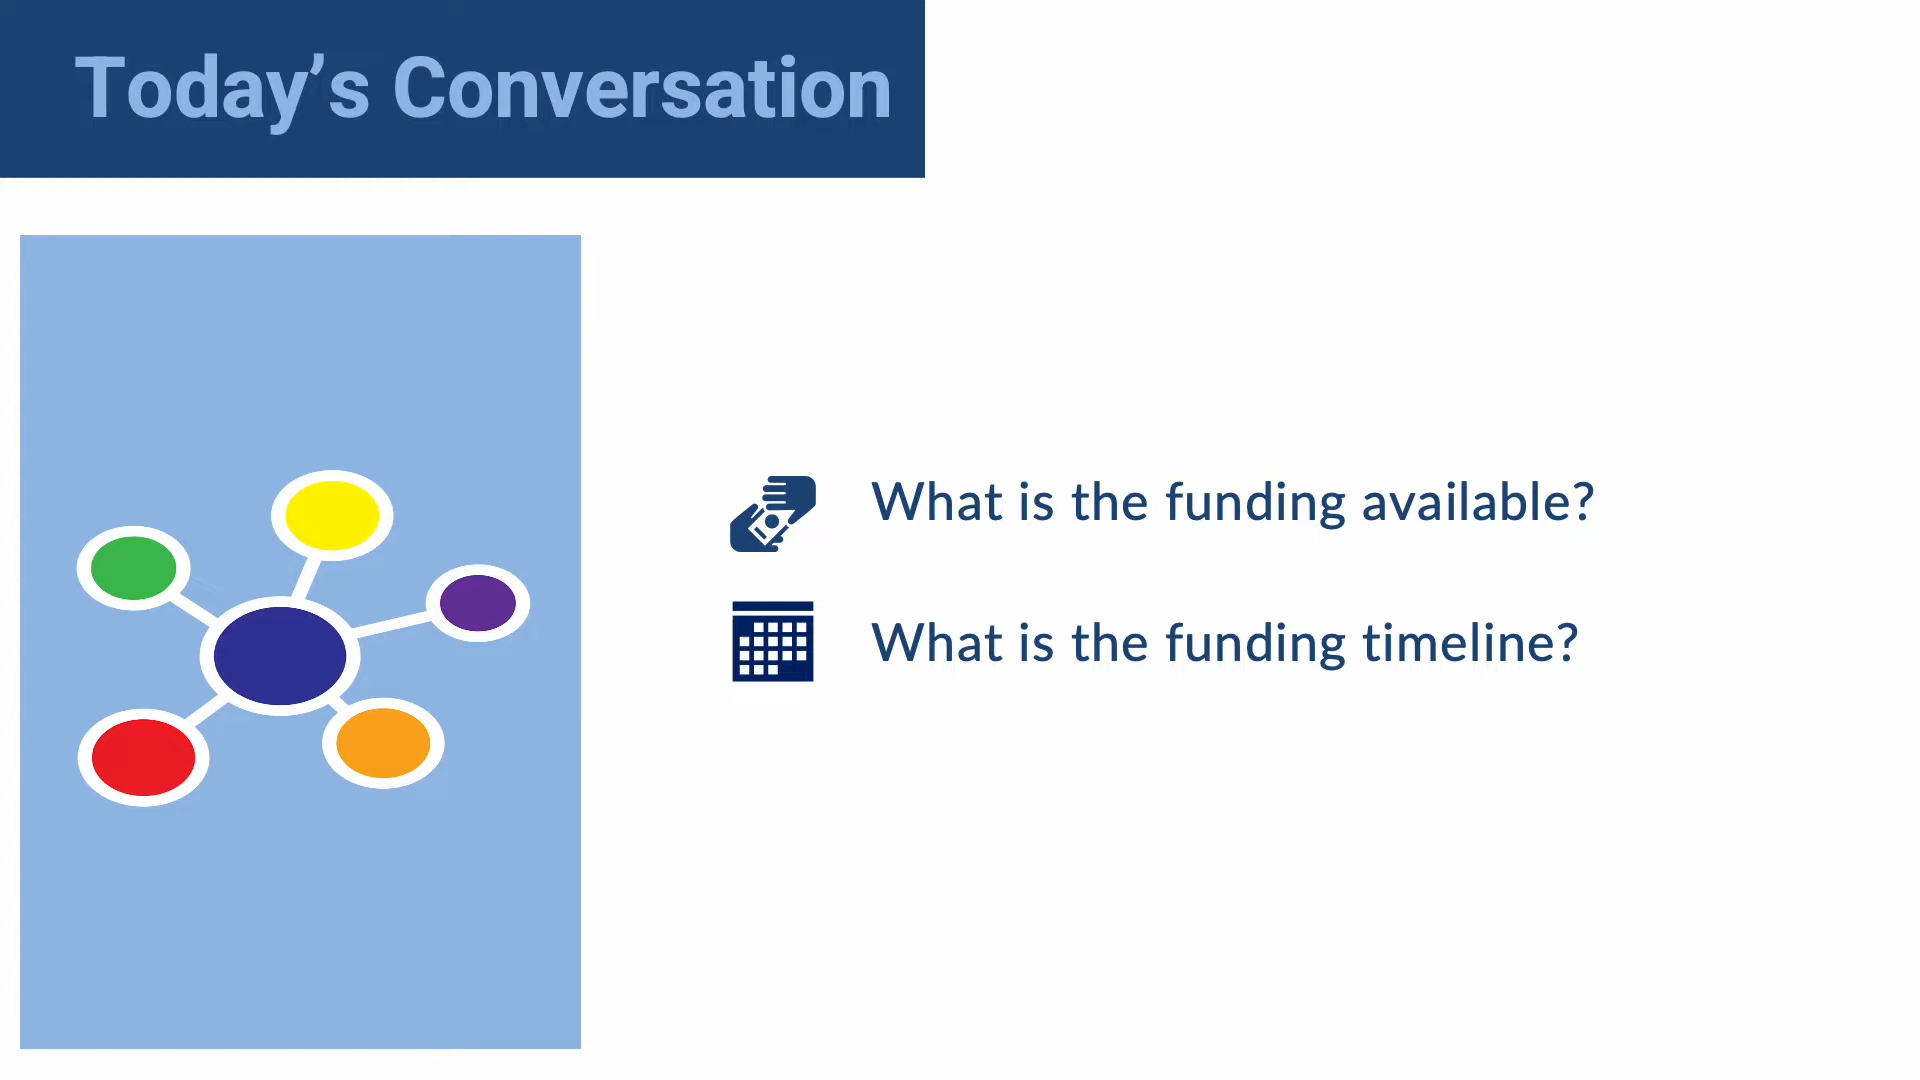 Today’s Conversation
What is the funding available?
What is the funding timeline?